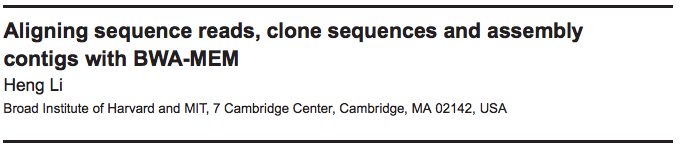 Aligning sequence reads, clone sequences and assembly
contigs with BWA-MEM
Heng Li
Broad Institute of Harvard and MIT, 7 Cambridge Center, Cambridge, MA 02142, USA